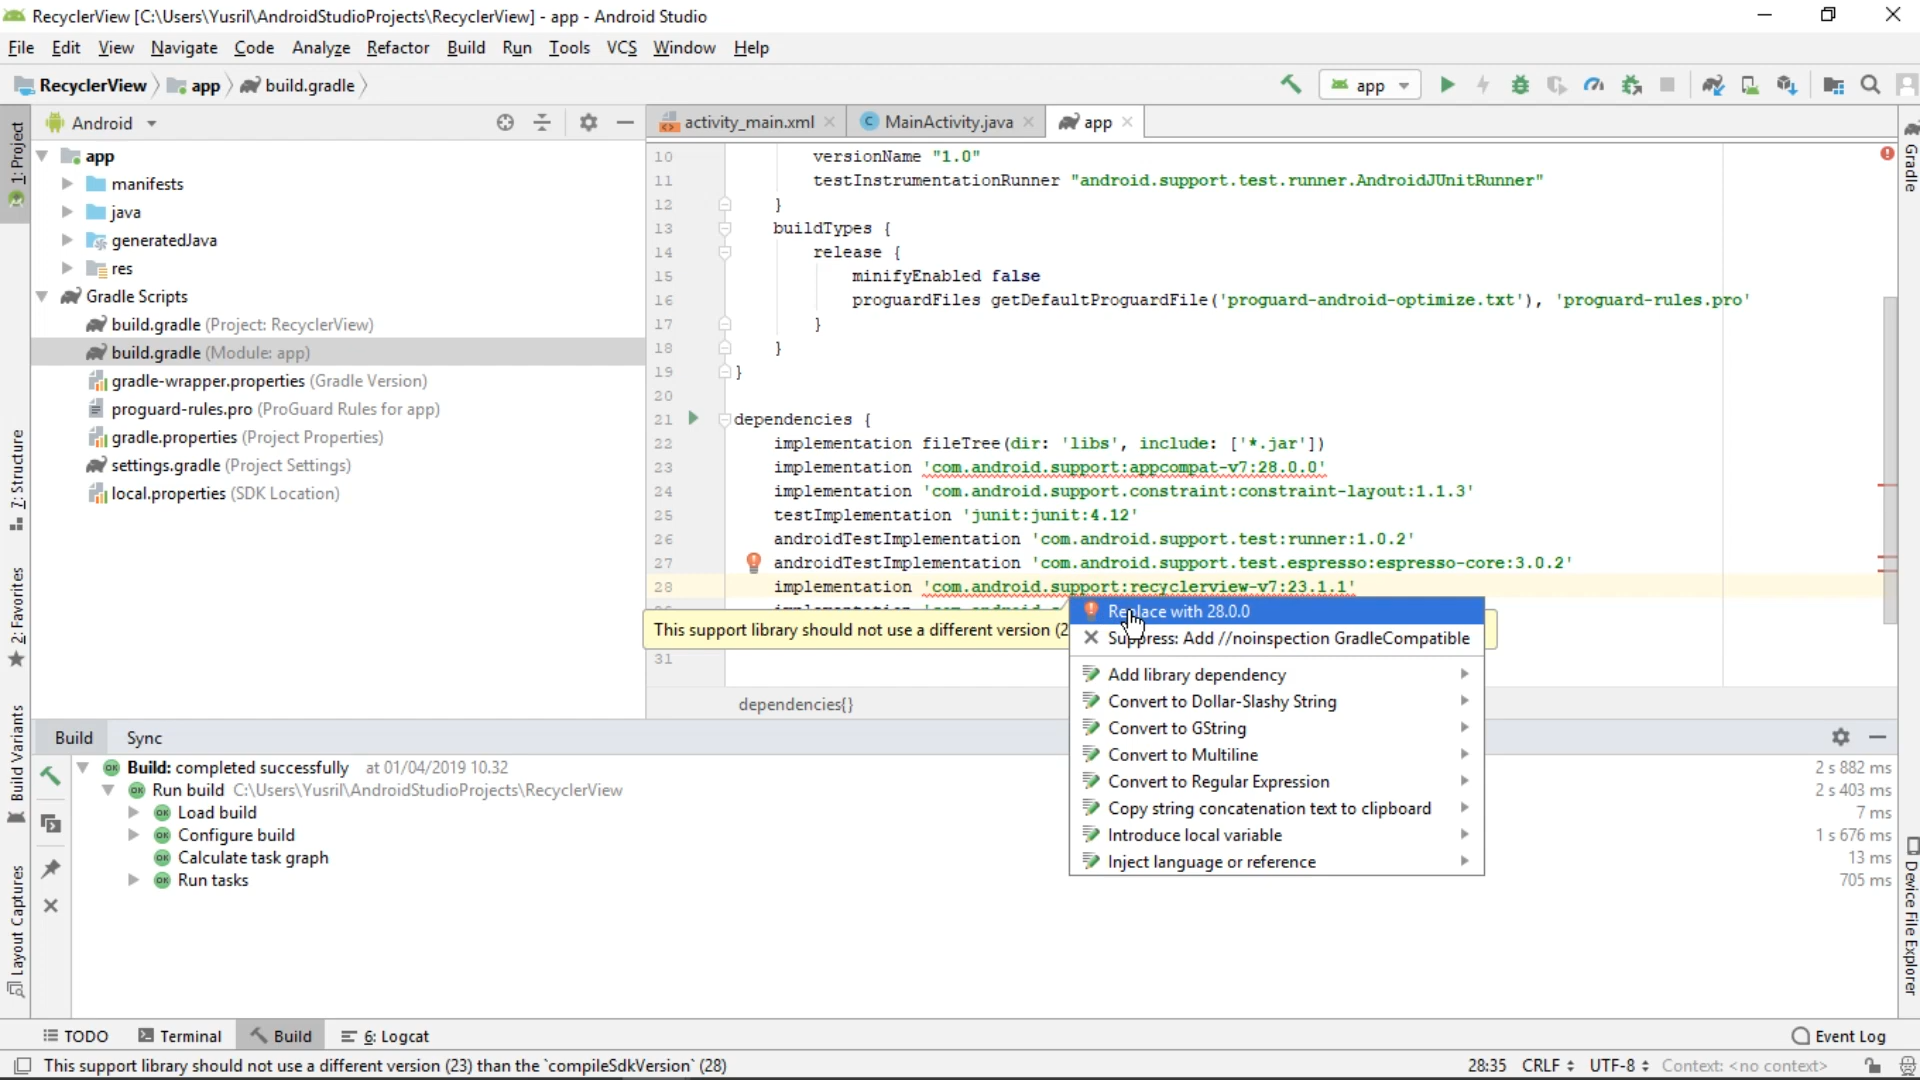 RecyclerView [C:\Users\Yusril\AndroidStudioProjects\RecyclerView] - app - Android Studio
File Edit View Navigate Code Analyze Refactor Build Run Tools VCS Window Help
RecyclerView app build.gradle
app
Android
activity_main.xml MainActivity.java app
1: Project
7: Structure
2: Favorites
Build Variants
Layout Captures
app
manifests
java
generatedJava
res
Gradle Scripts
build.gradle (Project: RecyclerView)
build.gradle (Module: app)
gradle-wrapper.properties (Gradle Version)
proguard-rules.pro (ProGuard Rules for app)
gradle.properties (Project Properties)
settings.gradle (Project Settings)
local.properties (SDK Location)
10 versionName "1.0"
11 testInstrumentationRunner "android.support.test.runner.AndroidJUnitRunner"
12 }
13 buildTypes {
14 release {
15 minifyEnabled false
16 proguardFiles getDefaultProguardFile('proguard-android-optimize.txt'), 'proguard-rules.pro'
17 }
18 }
19 }
20
21 dependencies {
22 implementation fileTree(dir: 'libs', include: ['*.jar'])
23 implementation 'com.android.support:appcompat-v7:28.0.0'
24 implementation 'com.android.support.constraint:constraint-layout:1.1.3'
25 testImplementation 'junit:junit:4.12'
26 androidTestImplementation 'com.android.support.test:runner:1.0.2'
27 androidTestImplementation 'com.android.support.test.espresso:espresso-core:3.0.2'
28 implementation 'com.android.support:recyclerview-v7:23.1.1'
This support library should not use a different version (2
31
dependencies{}
Replace with 28.0.0
Suppress: Add //noinspection GradleCompatible
Add library dependency
Convert to Dollar-Slashy String
Convert to GString
Convert to Multiline
Convert to Regular Expression
Copy string concatenation text to clipboard
Introduce local variable
Inject language or reference
Gradle
Device File Explorer
Build Sync
Build: completed successfully at 01/04/2019 10.32 2 s 882 ms
Run build C:\Users\Yusril\AndroidStudioProjects\RecyclerView 2 s 403 ms
Load build 7 ms
Configure build 1 s 676 ms
Calculate task graph 13 ms
Run tasks 705 ms
TODO Terminal Build 6: Logcat Event Log
This support library should not use a different version (23) than the `compileSdkVersion` (28) 28:35 CRLF UTF-8 Context: <no context>